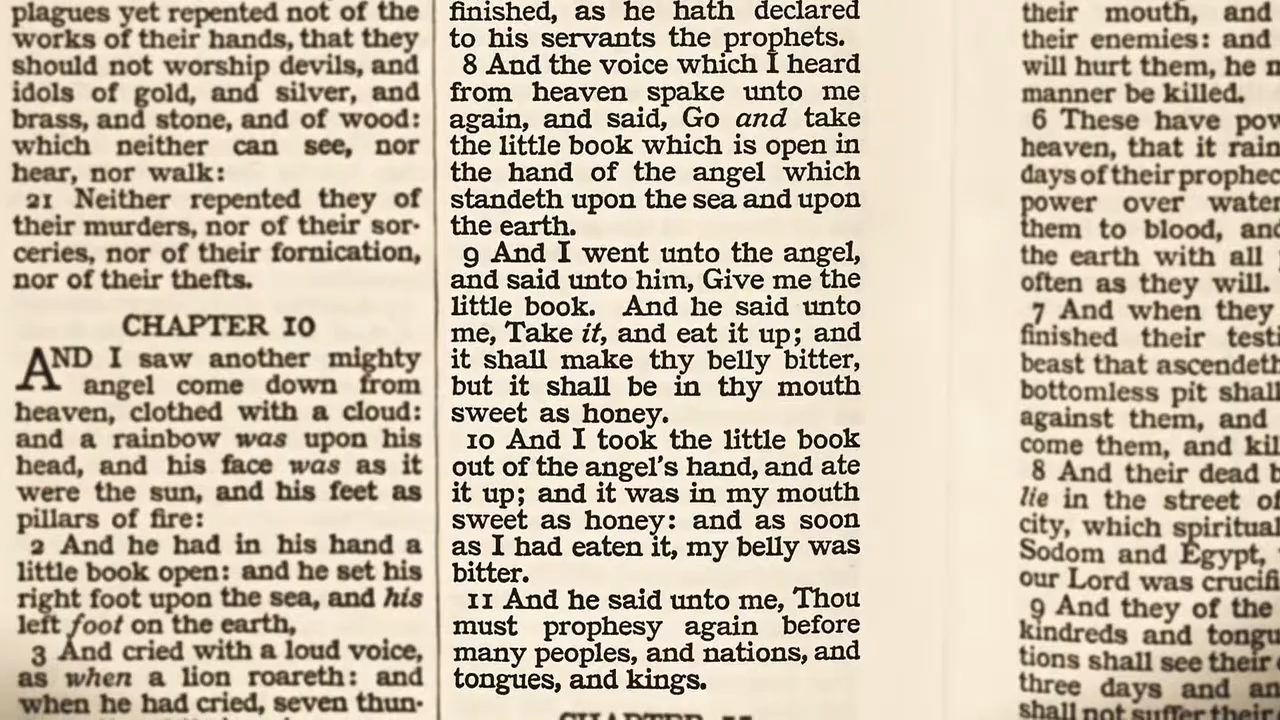 plagues yet repented not of the
works of their hands, that they
should not worship devils, and
idols of gold, and silver, and
brass, and stone, and of wood:
which neither can see, nor
hear, nor walk:
21 Neither repented they of
their murders, nor of their sor-
ceries, nor of their fornication,
nor of their thefts.
CHAPTER 10
AND I saw another mighty
angel come down from
heaven, clothed with a cloud:
and a rainbow was upon his
head, and his face was as it
were the sun, and his feet as
pillars of fire:
2 And he had in his hand a
little book open: and he set his
right foot upon the sea, and his
left foot on the earth,
3 And cried with a loud voice,
as when a lion roareth: and
when he had cried, seven thun-
finished, as he hath declared
to his servants the prophets.
8 And the voice which I heard
from heaven spake unto me
again, and said, Go and take
the little book which is open in
the hand of the angel which
standeth upon the sea and upon
the earth.
9 And I went unto the angel,
and said unto him, Give me the
little book. And he said unto
me, Take it, and eat it up; and
it shall make thy belly bitter,
but it shall be in thy mouth
sweet as honey.
10 And I took the little book
out of the angel's hand, and ate
it up; and it was in my mouth
sweet as honey: and as soon
as I had eaten it, my belly was
bitter.
11 And he said unto me, Thou
must prophesy again before
many peoples, and nations, and
tongues, and kings.
CHAPTER
their mouth, and
their enemies: and
will hurt them, he
manner be killed.
6 These have
heaven, that it
days of their
power over
them to blood,
the earth with all
often as they will.
7 And when they
finished their
beast that
bottomless pit
against them, and
come them, and
8 And their dead
lie in the street
city, which
Sodom and Egypt,
our Lord was
9 And they of the
kindreds and
tions shall see their
three days and
shall not suffer their